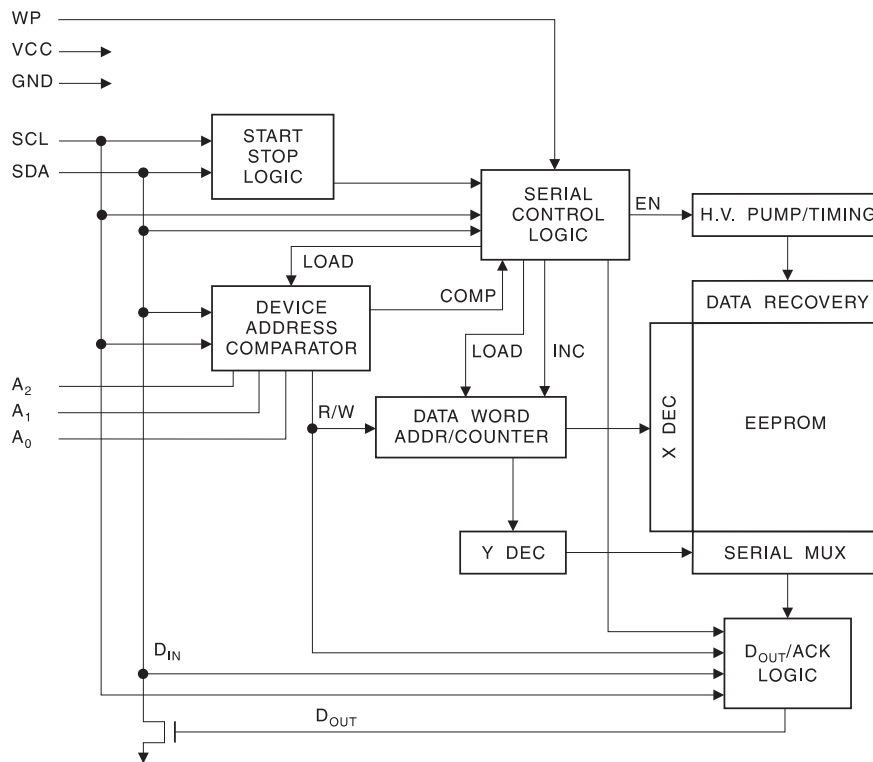 WP
VCC
GND
SCL
SDA
START
STOP
LOGIC
SERIAL
CONTROL
LOGIC
EN
H.V. PUMP/TIMING
LOAD
COMP
DATA RECOVERY
DEVICE
ADDRESS
COMPARATOR
LOAD
INC
A2
A1
A0
R/W
DATA WORD
ADDR/COUNTER
X DEC
EEPROM
Y DEC
SERIAL MUX
DIN
DOUT/ACK
LOGIC
DOUT